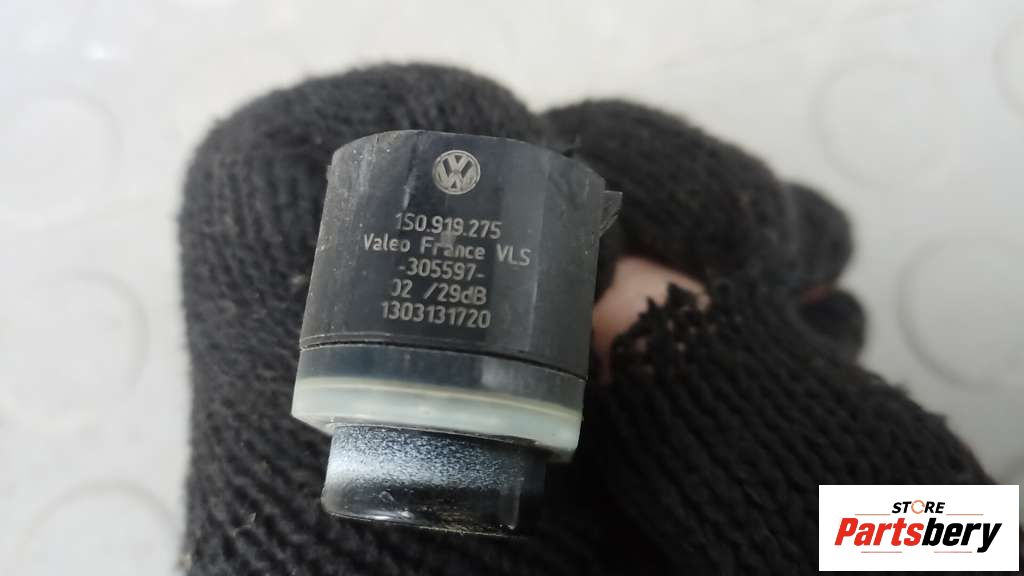 1S0.919.275
Valeo France VLS
-305597-
02 /29dB
1303131720
STORE
Partsbery